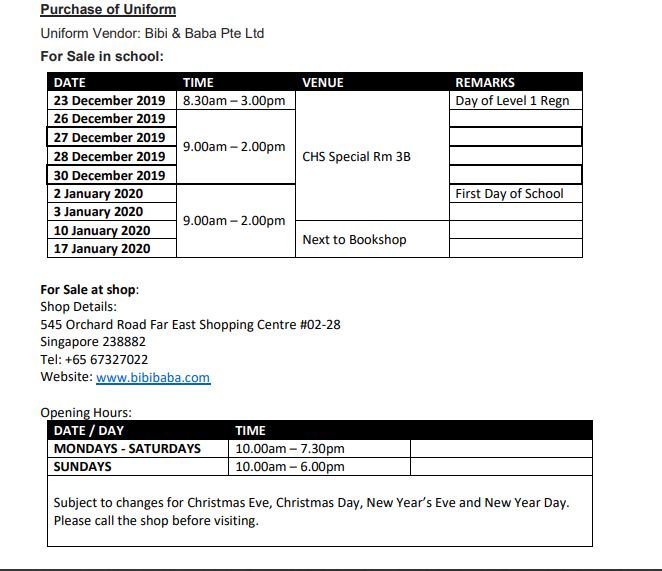 Purchase of Uniform
Uniform Vendor: Bibi & Baba Pte Ltd
For Sale in school:
DATE TIME VENUE REMARKS
23 December 2019 8.30am – 3.00pm Day of Level 1 Regn
26 December 2019
27 December 2019
9.00am – 2.00pm
28 December 2019 CHS Special Rm 3B
30 December 2019
2 January 2020 First Day of School
3 January 2020
9.00am – 2.00pm
10 January 2020
Next to Bookshop
17 January 2020
For Sale at shop:
Shop Details:
545 Orchard Road Far East Shopping Centre #02-28
Singapore 238882
Tel: +65 67327022
Website: www.bibibaba.com
Opening Hours:
DATE / DAY TIME
MONDAYS - SATURDAYS 10.00am – 7.30pm
SUNDAYS 10.00am – 6.00pm
Subject to changes for Christmas Eve, Christmas Day, New Year’s Eve and New Year Day.
Please call the shop before visiting.